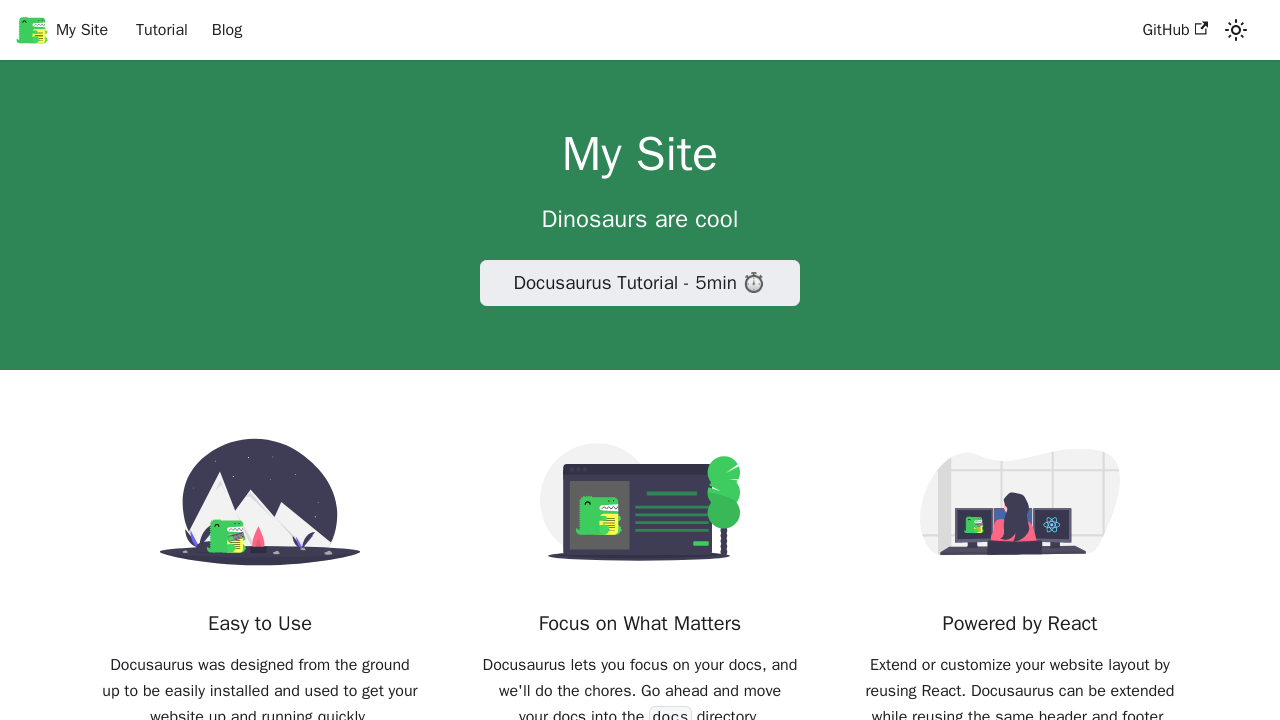 My Site Tutorial Blog GitHub
My Site
Dinosaurs are cool
Docusaurus Tutorial - 5min ⏱️
Easy to Use
Docusaurus was designed from the ground
up to be easily installed and used to get your
website up and running quickly.
Focus on What Matters
Docusaurus lets you focus on your docs, and
we'll do the chores. Go ahead and move
your docs into the docs directory.
Powered by React
Extend or customize your website layout by
reusing React. Docusaurus can be extended
while reusing the same header and footer.